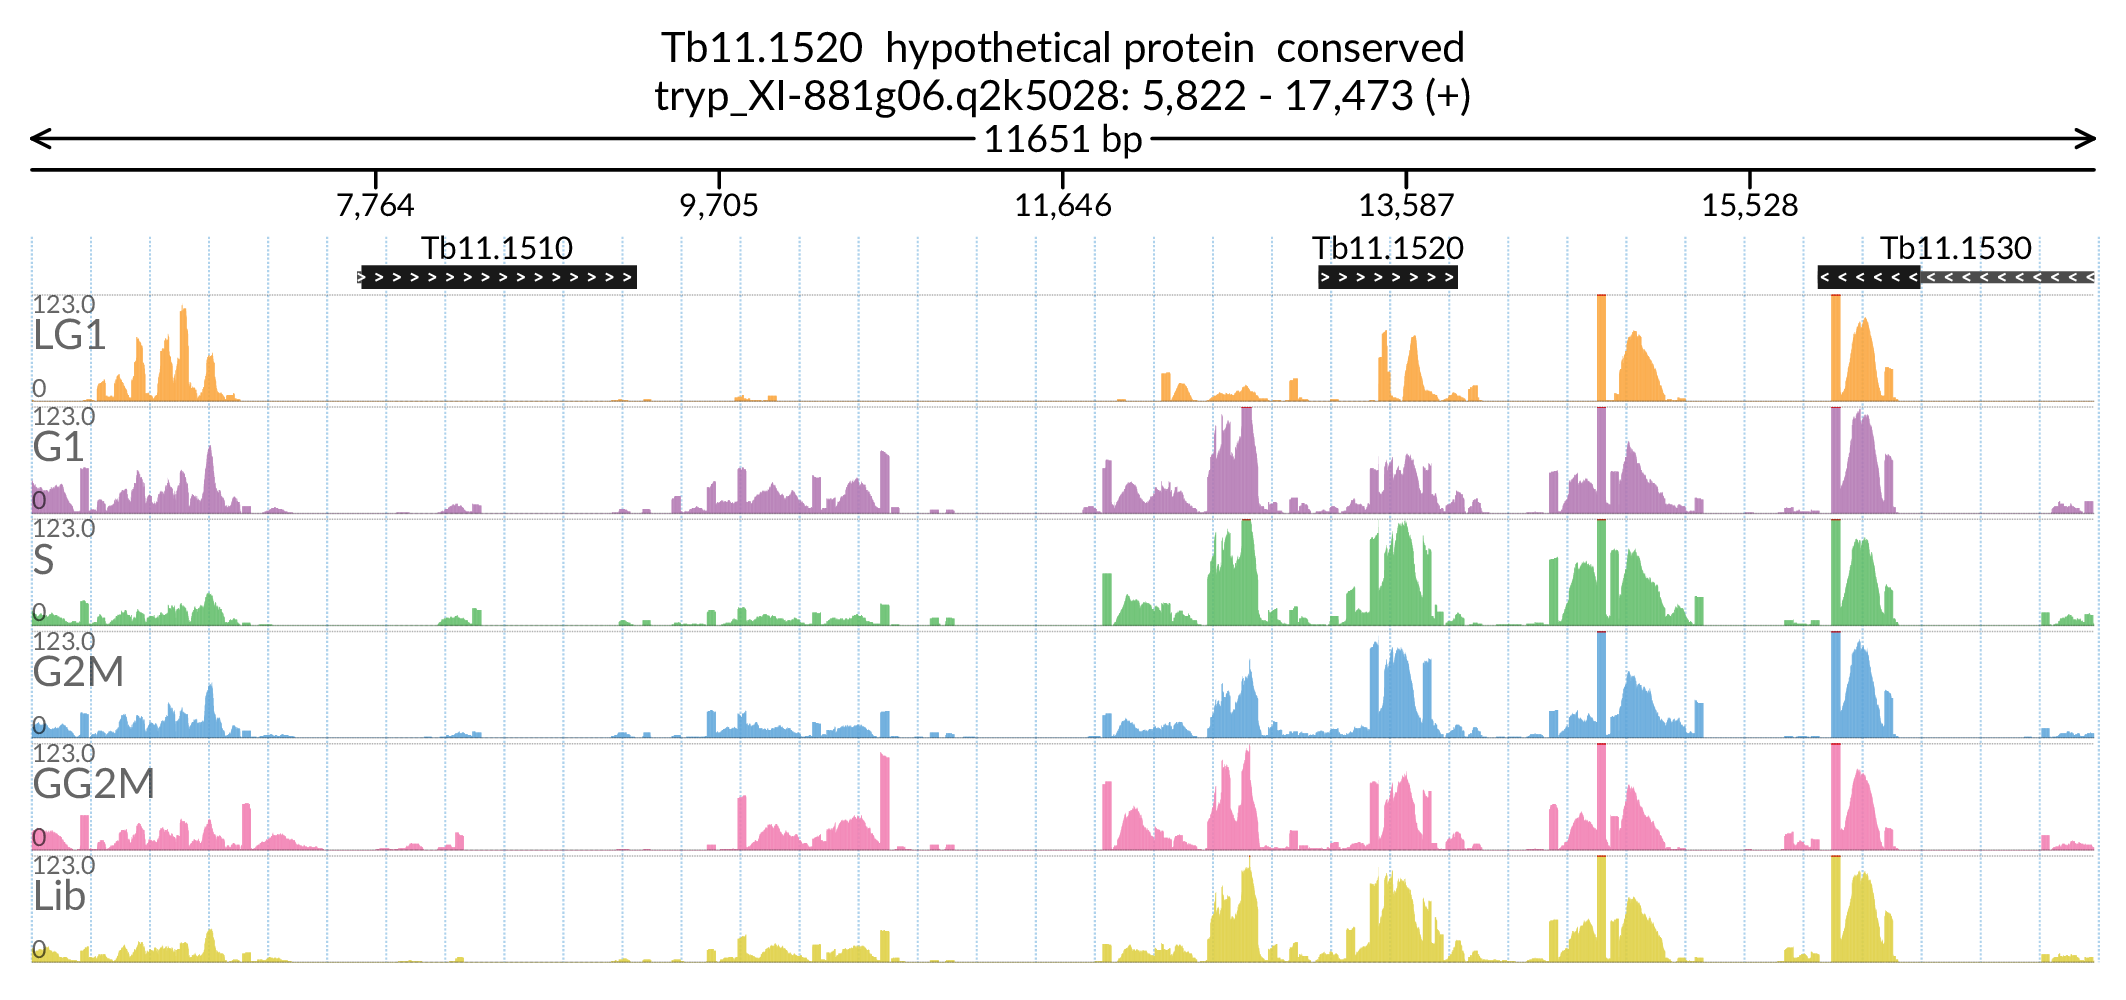 Tb11.1520 hypothetical protein conserved
tryp_XI-881g06.q2k5028: 5,822 - 17,473 (+)
11651 bp
7,764 9,705 11,646 13,587 15,528
Tb11.1510 Tb11.1520 Tb11.1530
123.0
LG1
0
123.0
G1
0
123.0
S
0
123.0
G2M
0
123.0
GG2M
0
123.0
Lib
0